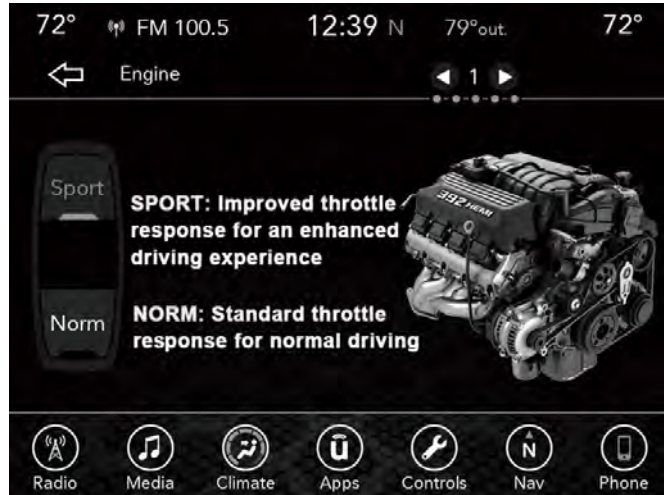 72° FM 100.5 12:39 N 79°out. 72°
Engine 1
Sport
SPORT: Improved throttle
response for an enhanced
driving experience
392 HEMI
Norm
NORM: Standard throttle
response for normal driving
Radio Media Climate ū Apps Controls N Nav Phone